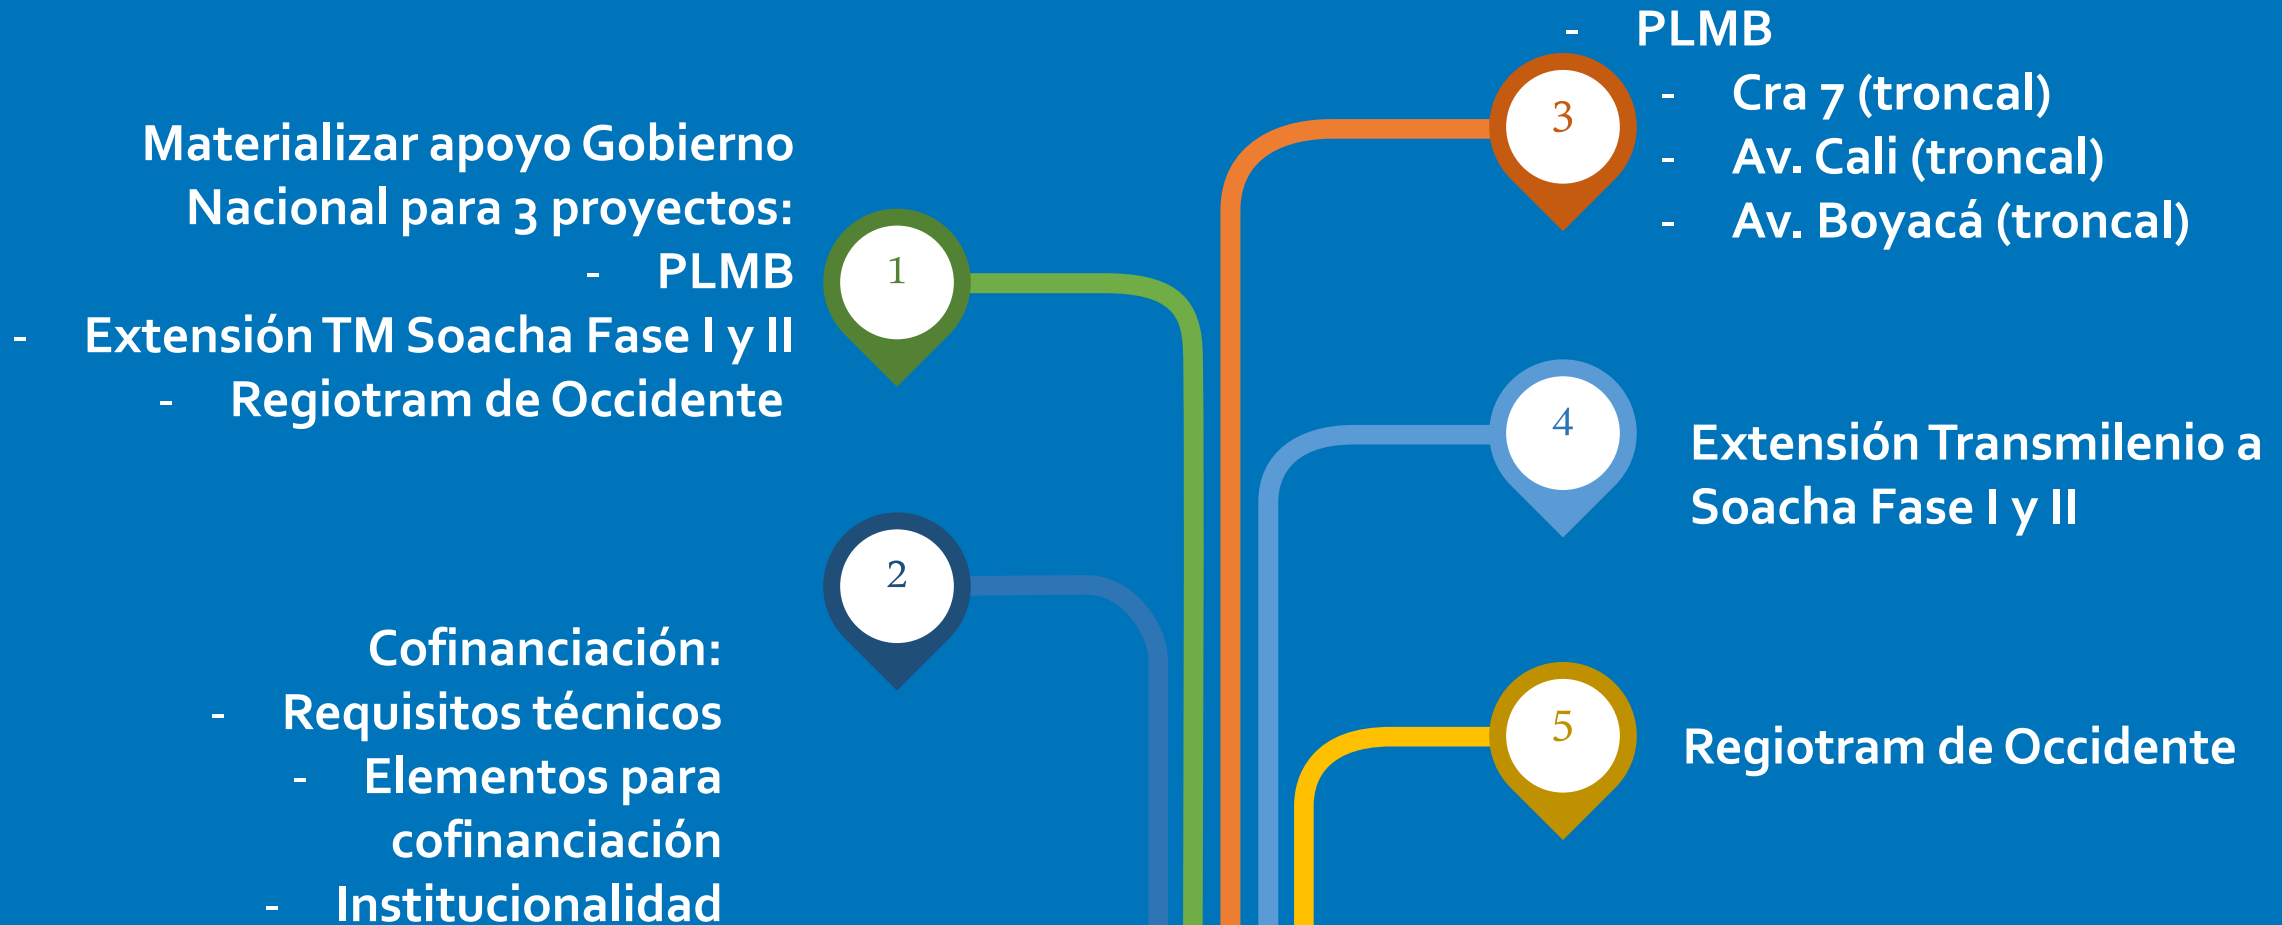 1
Materializar apoyo Gobierno
Nacional para 3 proyectos:
- PLMB
- Extensión TM Soacha Fase I y II
- Regiotram de Occidente
2
Cofinanciación:
- Requisitos técnicos
- Elementos para
cofinanciación
- Institucionalidad
3
- PLMB
- Cra 7 (troncal)
- Av. Cali (troncal)
- Av. Boyacá (troncal)
4
Extensión Transmilenio a
Soacha Fase I y II
5
Regiotram de Occidente